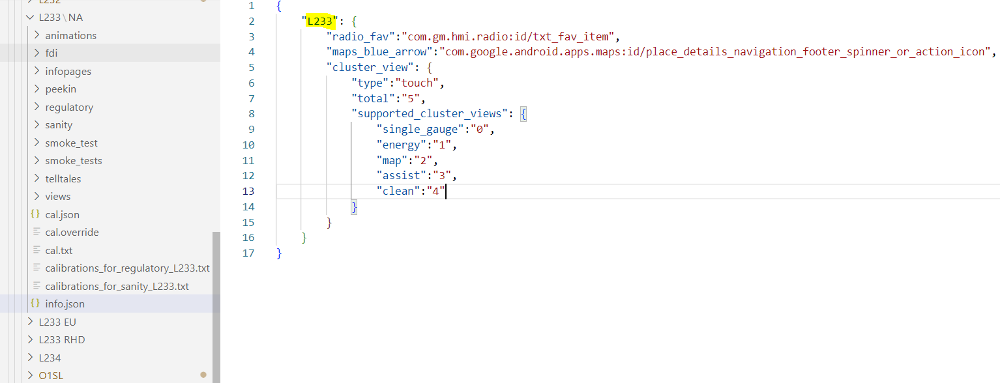 L232
L233\NA
animations
fdi
infopages
peekin
regulatory
sanity
smoke_test
smoke_tests
telltales
views
{} cal.json
cal.override
cal.txt
calibrations_for_regulatory_L233.txt
calibrations_for_sanity_L233.txt
{} info.json
L233 EU
L233 RHD
L234
O1SL
1 {
2 "L233": {
3 "radio_fav":"com.gm.hmi.radio:id/txt_fav_item",
4 "maps_blue_arrow":"com.google.android.apps.maps:id/place_details_navigation_footer_spinner_or_action_icon",
5 "cluster_view": {
6 "type":"touch",
7 "total":"5",
8 "supported_cluster_views": {
9 "single_gauge":"0",
10 "energy":"1",
11 "map":"2",
12 "assist":"3",
13 "clean":"4"
14 }
15 }
16 }
17 }